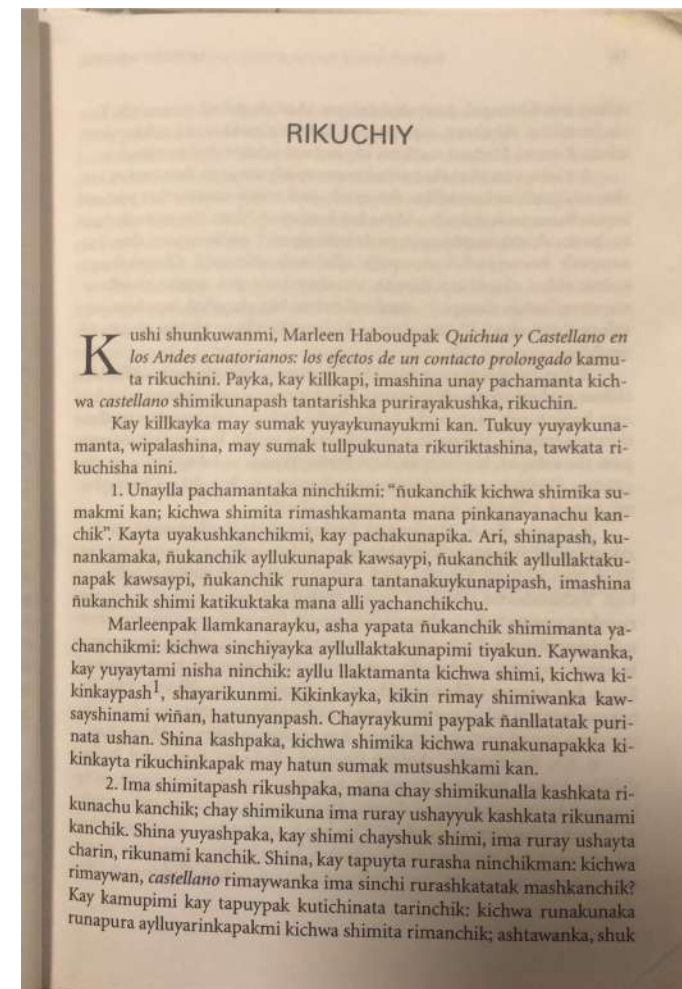 RIKUCHIY
Kushi shunkuwanmi, Marleen Haboudpak Quichua y Castellano en
los Andes ecuatorianos: los efectos de un contacto prolongado kamu-
ta rikuchini. Payka, kay killkapi, imashina unay pachamanta kich-
wa castellano shimikunapash tantarishka purirayakushka, rikuchin.
Kay killkayka may sumak yuyaykunayukmi kan. Tukuy yuyaykuna-
manta, wipalashina, may sumak tullpukunata rikuriktashina, tawkata ri-
kuchisha nini.
1. Unaylla pachamantaka ninchikmi: “ñukanchik kichwa shimika su-
makmi kan; kichwa shimita rimashkamanta mana pinkanayanachu kan-
chik”. Kayta uyakushkanchikmi, kay pachakunapika. Ari, shinapash, ku-
nankamaka, ñukanchik ayllukunapak kawsaypi, ñukanchik ayllullaktaku-
napak kawsaypi, ñukanchik runapura tantanakuykunapipash, imashina
ñukanchik shimi katikuktaka mana alli yachanchikchu.
Marleenpak llamkanarayku, asha yapata ñukanchik shimimanta ya-
chanchikmi: kichwa sinchiyayka ayllullaktakunapimi tiyakun. Kaywanka,
kay yuyaytami nisha ninchik: ayllu llaktamanta kichwa shimi, kichwa ki-
kinkaypash1, shayarikunmi. Kikinkayka, kikin rimay shimiwanka kaw-
sayshinami wiñan, hatunyanpash. Chayraykumi paypak ñanllatatak puri-
nata ushan. Shina kashpaka, kichwa shimika kichwa runakunapakka ki-
kinkayta rikuchinkapak may hatun sumak mutsushkami kan.
2. Ima shimitapash rikushpaka, mana chay shimikunalla kashkata ri-
kunachu kanchik; chay shimikuna ima ruray ushayyuk kashkata rikunami
kanchik. Shina yuyashpaka, kay shimi chayshuk shimi, ima ruray ushayta
charin, rikunami kanchik. Shina, kay tapuyta rurasha ninchikman: kichwa
rimaywan, castellano rimaywanka ima sinchi rurashkatatak mashkanchik?
Kay kamupimi kay tapuypak kutichinata tarinchik: kichwa runakunaka
runapura aylluyarinkapakmi kichwa shimita rimanchik; ashtawanka, shuk